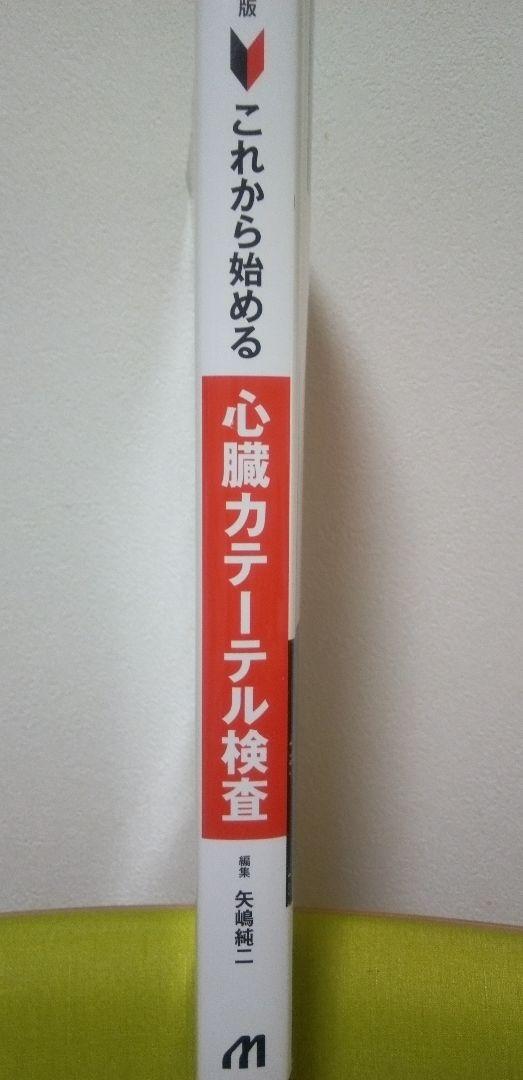 版
これから始める
心臓カテーテル検査
編集 矢嶋純二
M